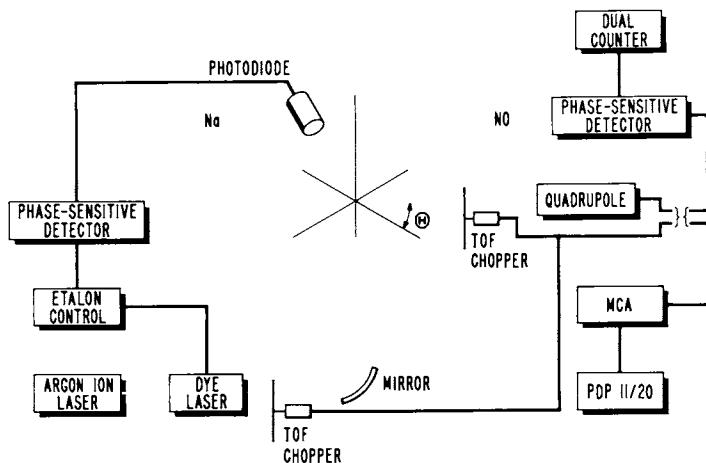 DUAL
COUNTER
PHOTODIODE
PHASE-SENSITIVE
DETECTOR
Na
NO
QUADRUPOLE
PHASE-SENSITIVE
DETECTOR
Θ
TOF
CHOPPER
ETALON
CONTROL
MCA
ARGON ION
LASER
DYE
LASER
MIRROR
PDP 11/20
TOF
CHOPPER